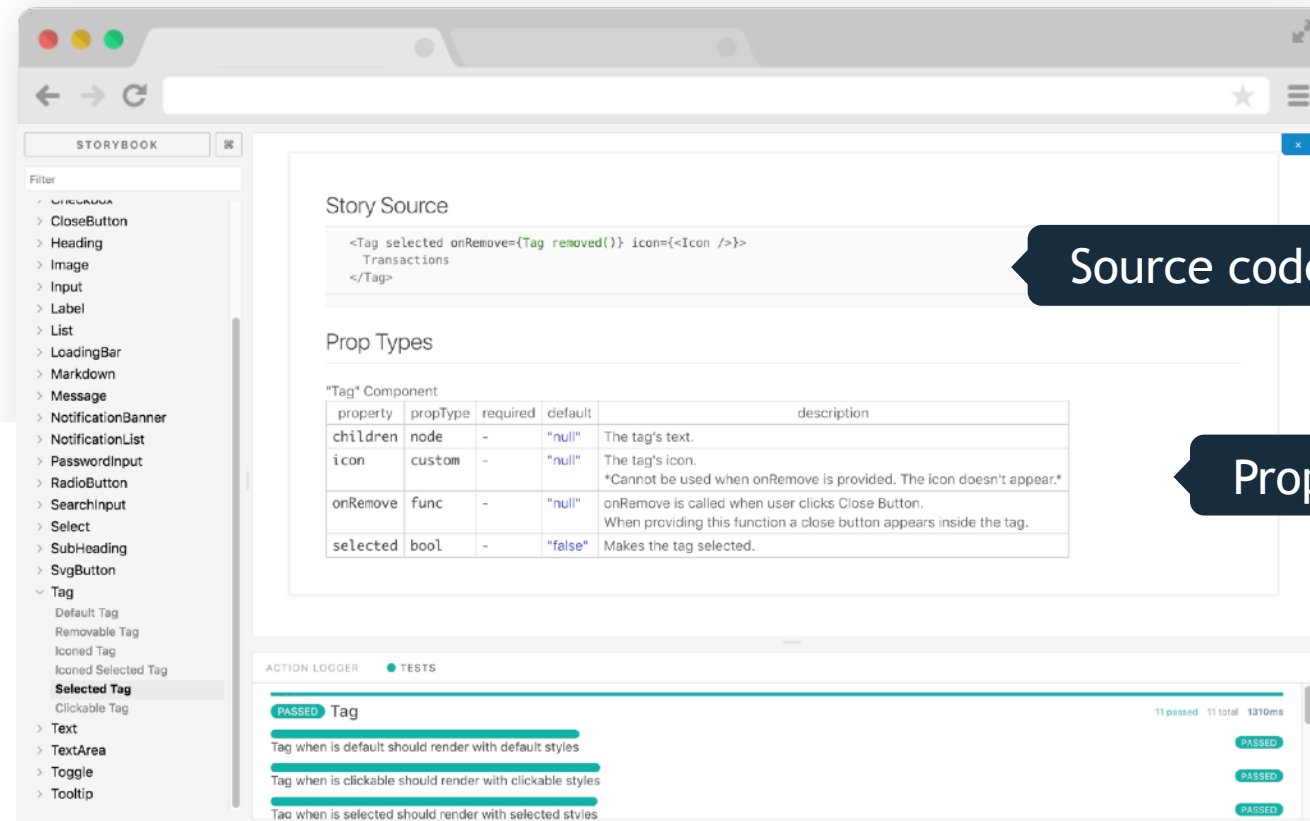 STORYBOOK ⌘
Filter
Checkbox
CloseButton
Heading
Image
Input
Label
List
LoadingBar
Markdown
Message
NotificationBanner
NotificationList
PasswordInput
RadioButton
SearchInput
Select
SubHeading
SvgButton
Tag
Default Tag
Removable Tag
Iconed Tag
Iconed Selected Tag
Selected Tag
Clickable Tag
Text
TextArea
Toggle
Tooltip
x
Story Source
<Tag selected onRemove={Tag removed()} icon={<Icon />}>
Transactions
</Tag>
Source code
Prop Types
"Tag" Component
property propType required default description
children node - "null" The tag's text.
icon custom - "null" The tag's icon.
*Cannot be used when onRemove is provided. The icon doesn't appear.*
onRemove func - "null" onRemove is called when user clicks Close Button.
When providing this function a close button appears inside the tag.
selected bool - "false" Makes the tag selected.
Prop
ACTION LOGGER TESTS
PASSED Tag 11 passed 11 total 1310ms
Tag when is default should render with default styles PASSED
Tag when is clickable should render with clickable styles PASSED
Tag when is selected should render with selected styles PASSED